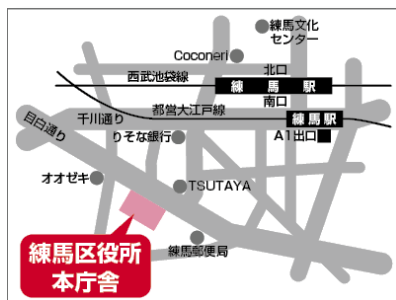 練馬文化
センター
Coconeri
西武池袋線
北口
練馬駅
南口
都営大江戸線
千川通り
練馬駅
目白通り
りそな銀行
A1出口
オオゼキ
TSUTAYA
練馬区役所
本庁舎
練馬郵便局